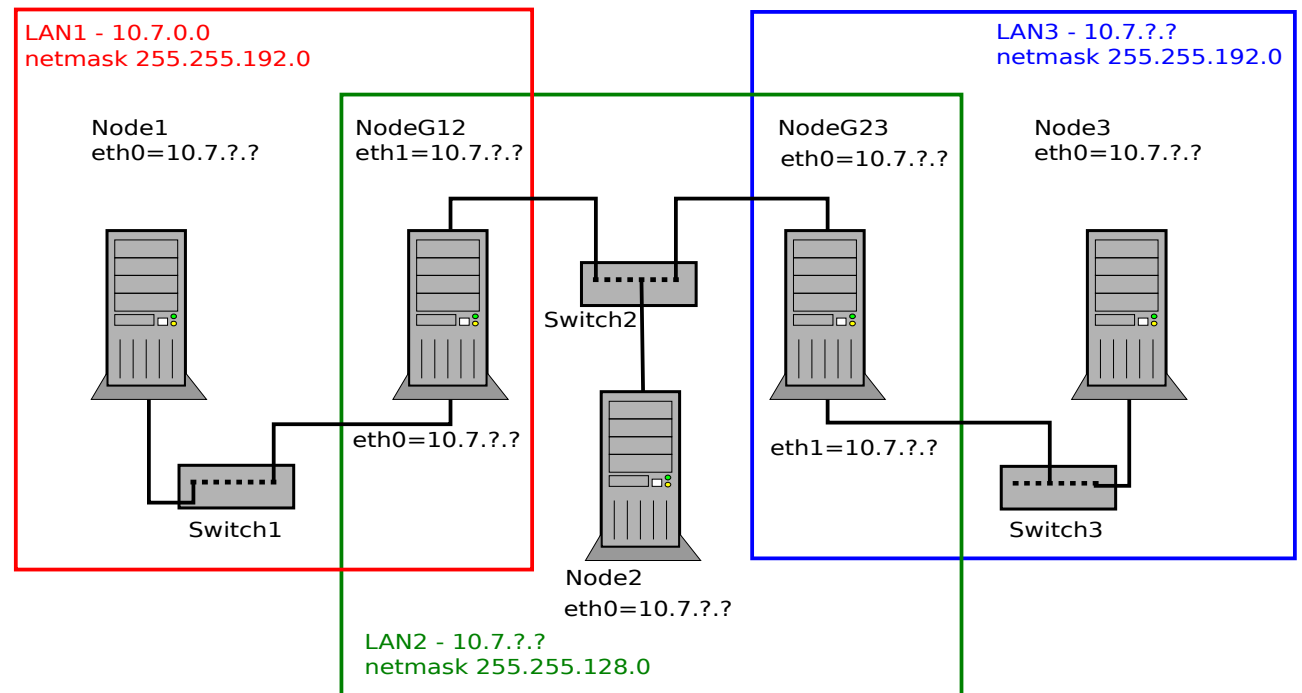 LAN1 - 10.7.0.0
netmask 255.255.192.0
LAN3 - 10.7.?.?
netmask 255.255.192.0
Node1
eth0=10.7.?.?
NodeG12
eth1=10.7.?.?
NodeG23
eth0=10.7.?.?
Node3
eth0=10.7.?.?
Switch2
eth0=10.7.?.?
eth1=10.7.?.?
Switch1
Switch3
Node2
eth0=10.7.?.?
LAN2 - 10.7.?.?
netmask 255.255.128.0